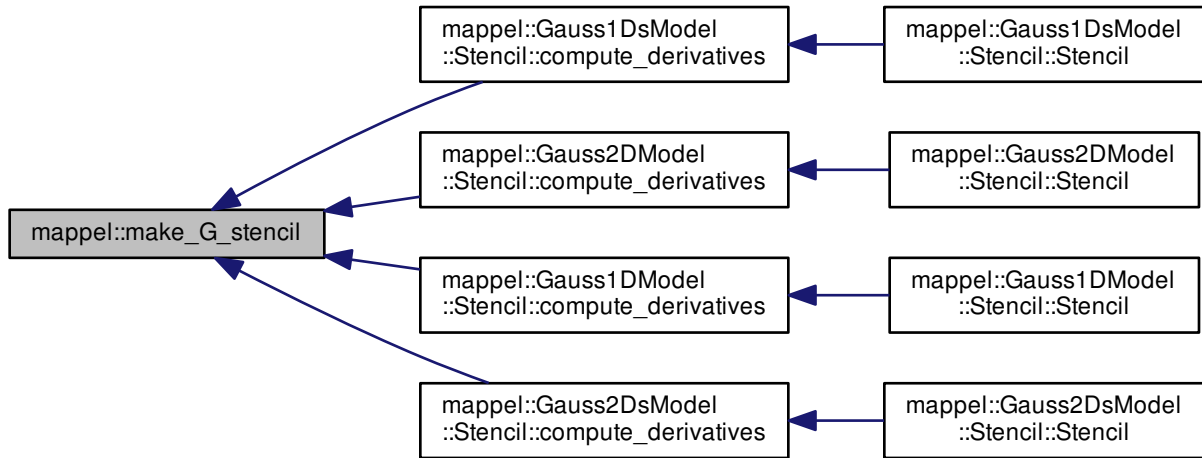 mappel::Gauss1DsModel
::Stencil::compute_derivatives
mappel::Gauss1DsModel
::Stencil::Stencil
mappel::Gauss2DModel
::Stencil::compute_derivatives
mappel::Gauss2DModel
::Stencil::Stencil
mappel::make_G_stencil
mappel::Gauss1DModel
::Stencil::compute_derivatives
mappel::Gauss1DModel
::Stencil::Stencil
mappel::Gauss2DsModel
::Stencil::compute_derivatives
mappel::Gauss2DsModel
::Stencil::Stencil